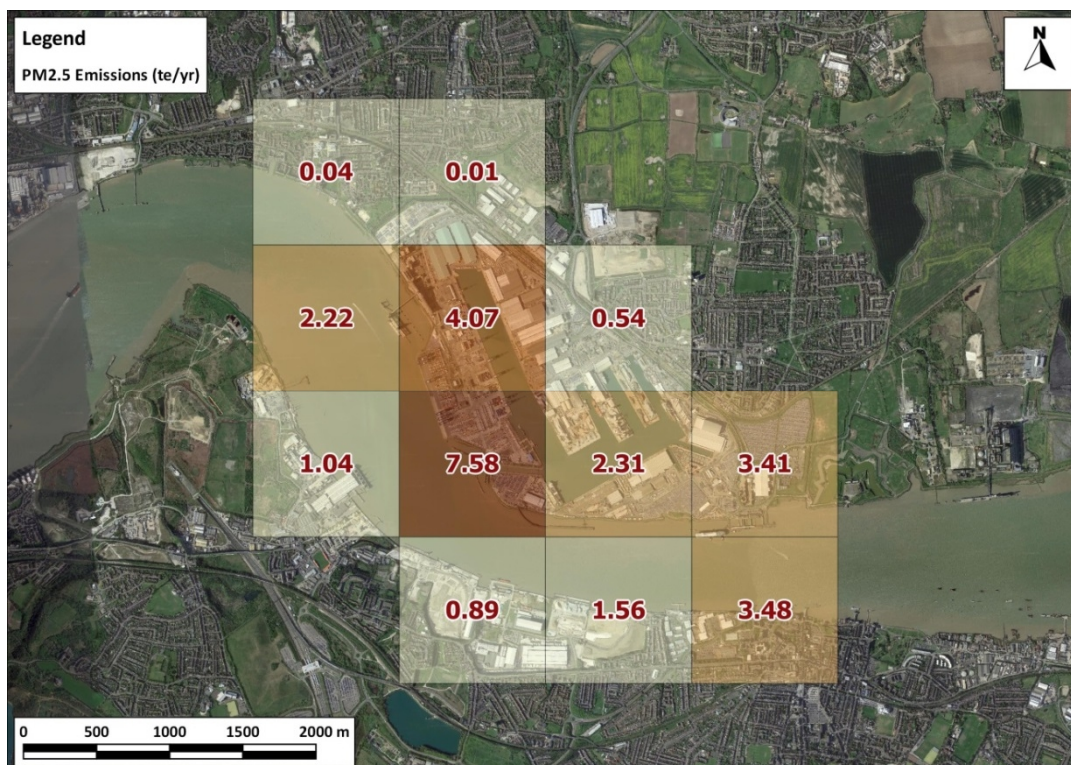 Legend
PM2.5 Emissions (te/yr)
N
0.04 0.01
2.22 4.07 0.54
1.04 7.58 2.31 3.41
0.89 1.56 3.48
0 500 1000 1500 2000 m